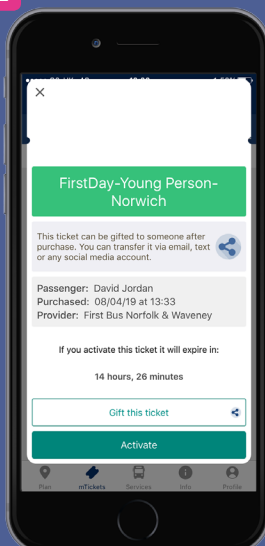 FirstDay-Young Person-
Norwich
This ticket can be gifted to someone after
purchase. You can transfer it via email, text
or any social media account.
Passenger: David Jordan
Purchased: 08/04/19 at 13:33
Provider: First Bus Norfolk & Waveney
If you activate this ticket it will expire in:
14 hours, 26 minutes
Gift this ticket
Activate
Plan mTickets Services Info Profile